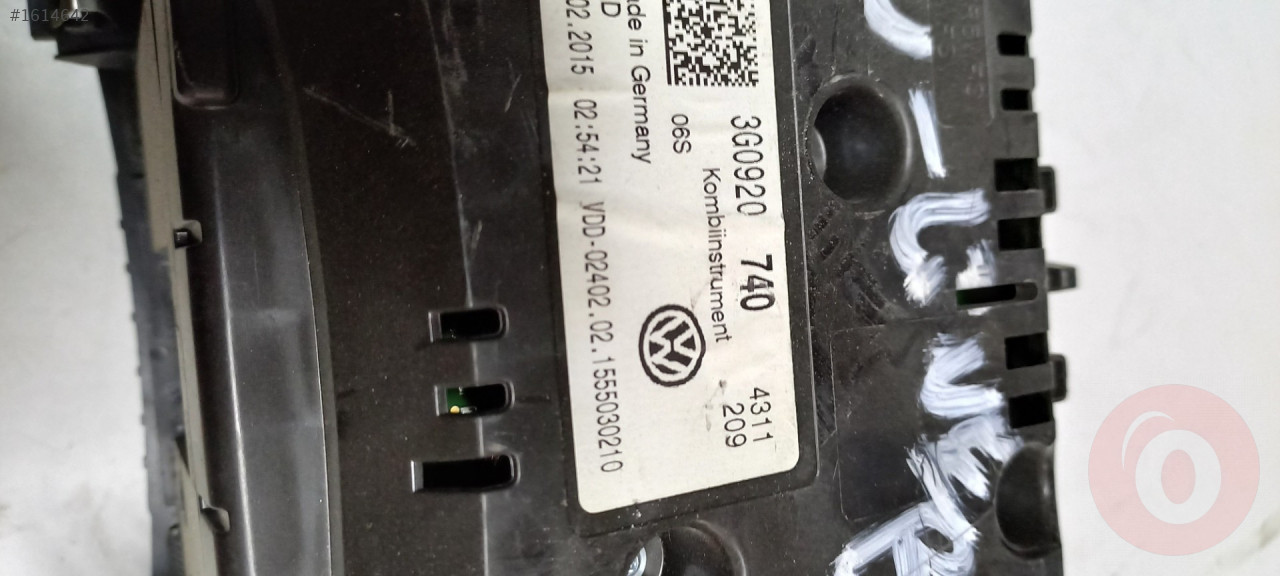 #1614642
3G0920 740 4311
Kombiinstrument 209
06S
ade in Germany
ID
02.2015 02:54:21 VDD-02402.02.1555030210